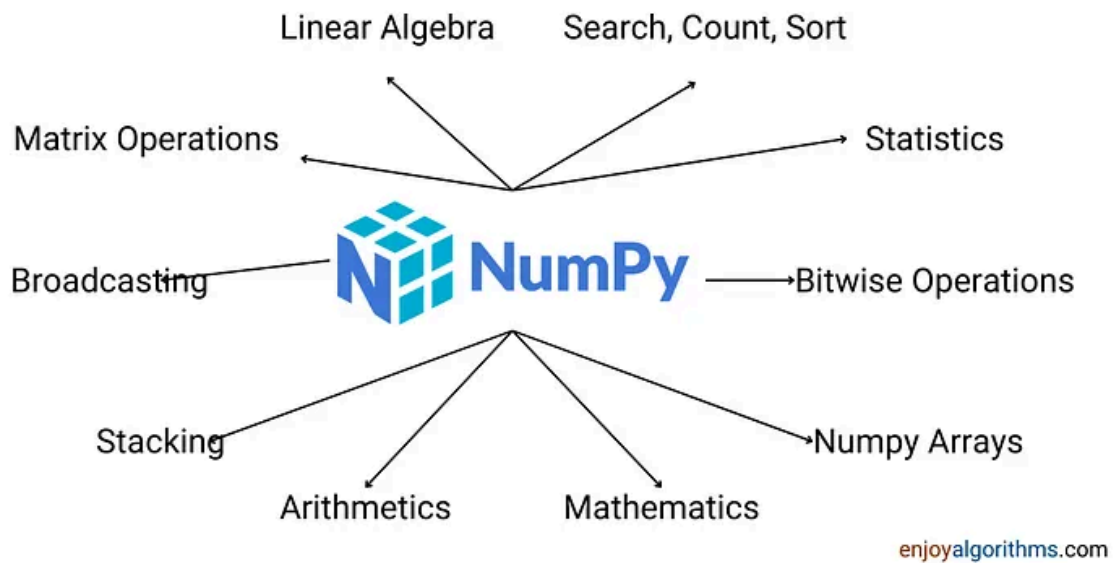 Linear Algebra
Search, Count, Sort
Matrix Operations
Statistics
NumPy
Broadcasting
Bitwise Operations
Stacking
Numpy Arrays
Arithmetics
Mathematics
enjoyalgorithms.com